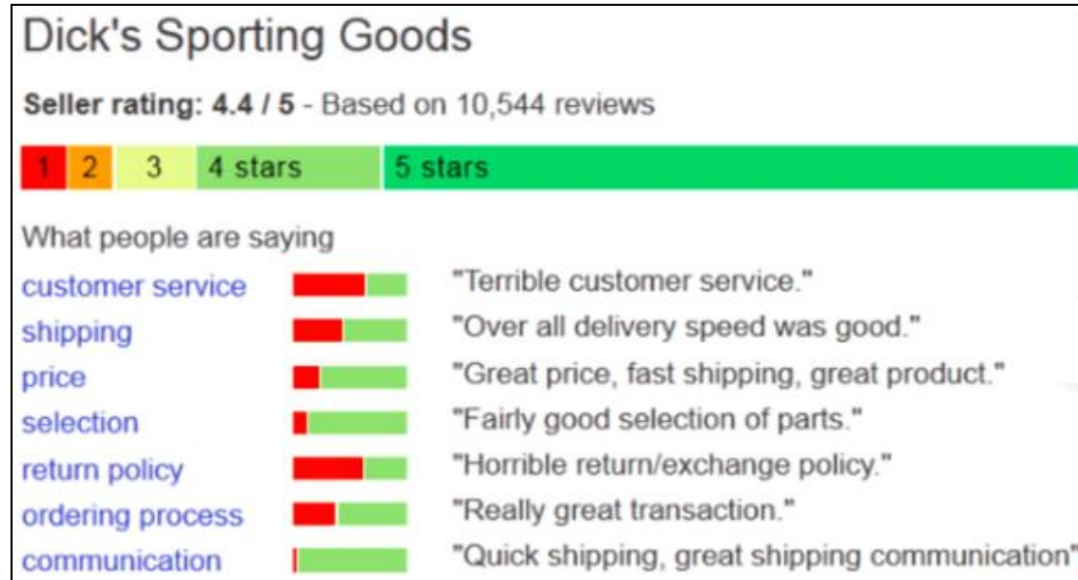 Dick's Sporting Goods
Seller rating: 4.4 / 5 - Based on 10,544 reviews
1 2 3 4 stars 5 stars
What people are saying
customer service "Terrible customer service."
shipping "Over all delivery speed was good."
price "Great price, fast shipping, great product."
selection "Fairly good selection of parts."
return policy "Horrible return/exchange policy."
ordering process "Really great transaction."
communication "Quick shipping, great shipping communication"